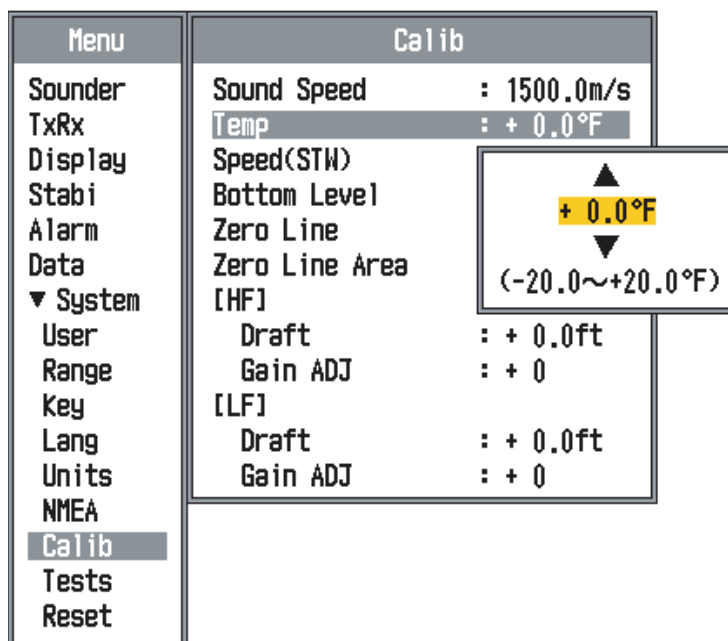 Menu
Sounder
TxRx
Display
Stabi
Alarm
Data
▼ System
User
Range
Key
Lang
Units
NMEA
Calib
Tests
Reset
Calib
Sound Speed : 1500.0m/s
Temp : + 0.0°F
Speed(STW)
Bottom Level
Zero Line
Zero Line Area
[HF]
Draft : + 0.0ft
Gain ADJ : + 0
[LF]
Draft : + 0.0ft
Gain ADJ : + 0
▲
+ 0.0°F
▼
(-20.0～+20.0°F)